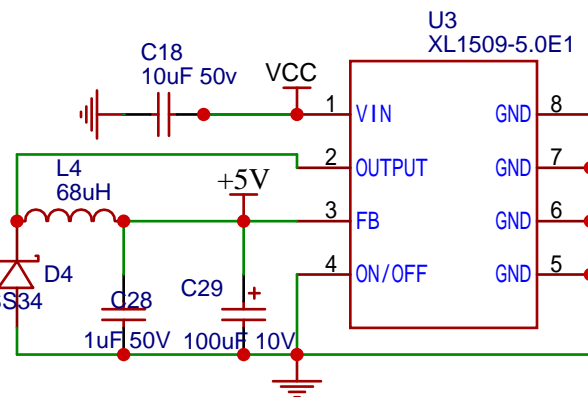 U3
XL1509-5.0E1
C18
10uF 50v
VCC
1
VIN
GND
8
2
OUTPUT
GND
7
L4
68uH
+5V
3
FB
GND
6
4
ON/OFF
GND
5
D4
SS34
C28
1uF 50V
C29
+
100uF 10V